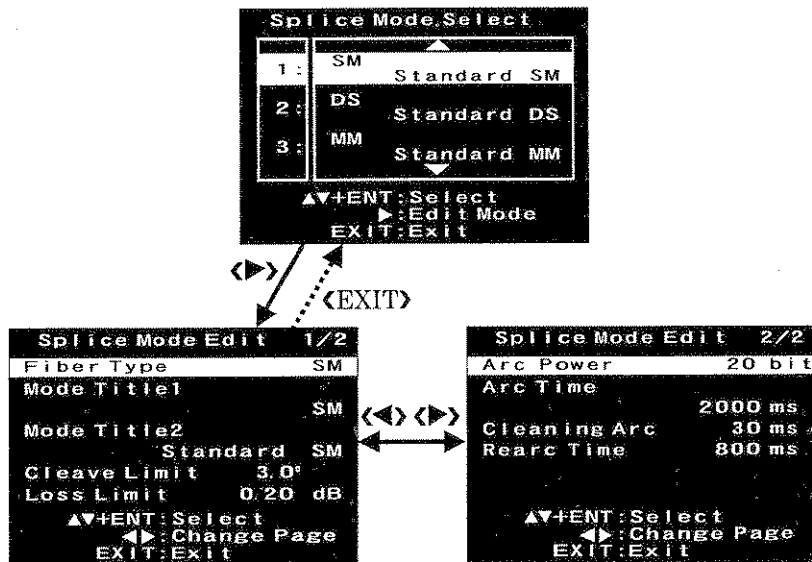 Splice Mode Select
1: SM
Standard SM
2: DS
Standard DS
3: MM
Standard MM
▲▼+ENT:Select
▶:Edit Mode
EXIT:Exit
《▶》
《EXIT》
Splice Mode Edit 1/2
Fiber Type SM
Mode Title1
SM
Mode Title2
Standard SM
Cleave Limit 3.0°
Loss Limit 0.20 dB
▲▼+ENT:Select
◀▶:Change Page
EXIT:Exit
《◀》《▶》
Splice Mode Edit 2/2
Arc Power 20 bit
Arc Time
2000 ms
Cleaning Arc 30 ms
Rearc Time 800 ms
▲▼+ENT:Select
◀▶:Change Page
EXIT:Exit